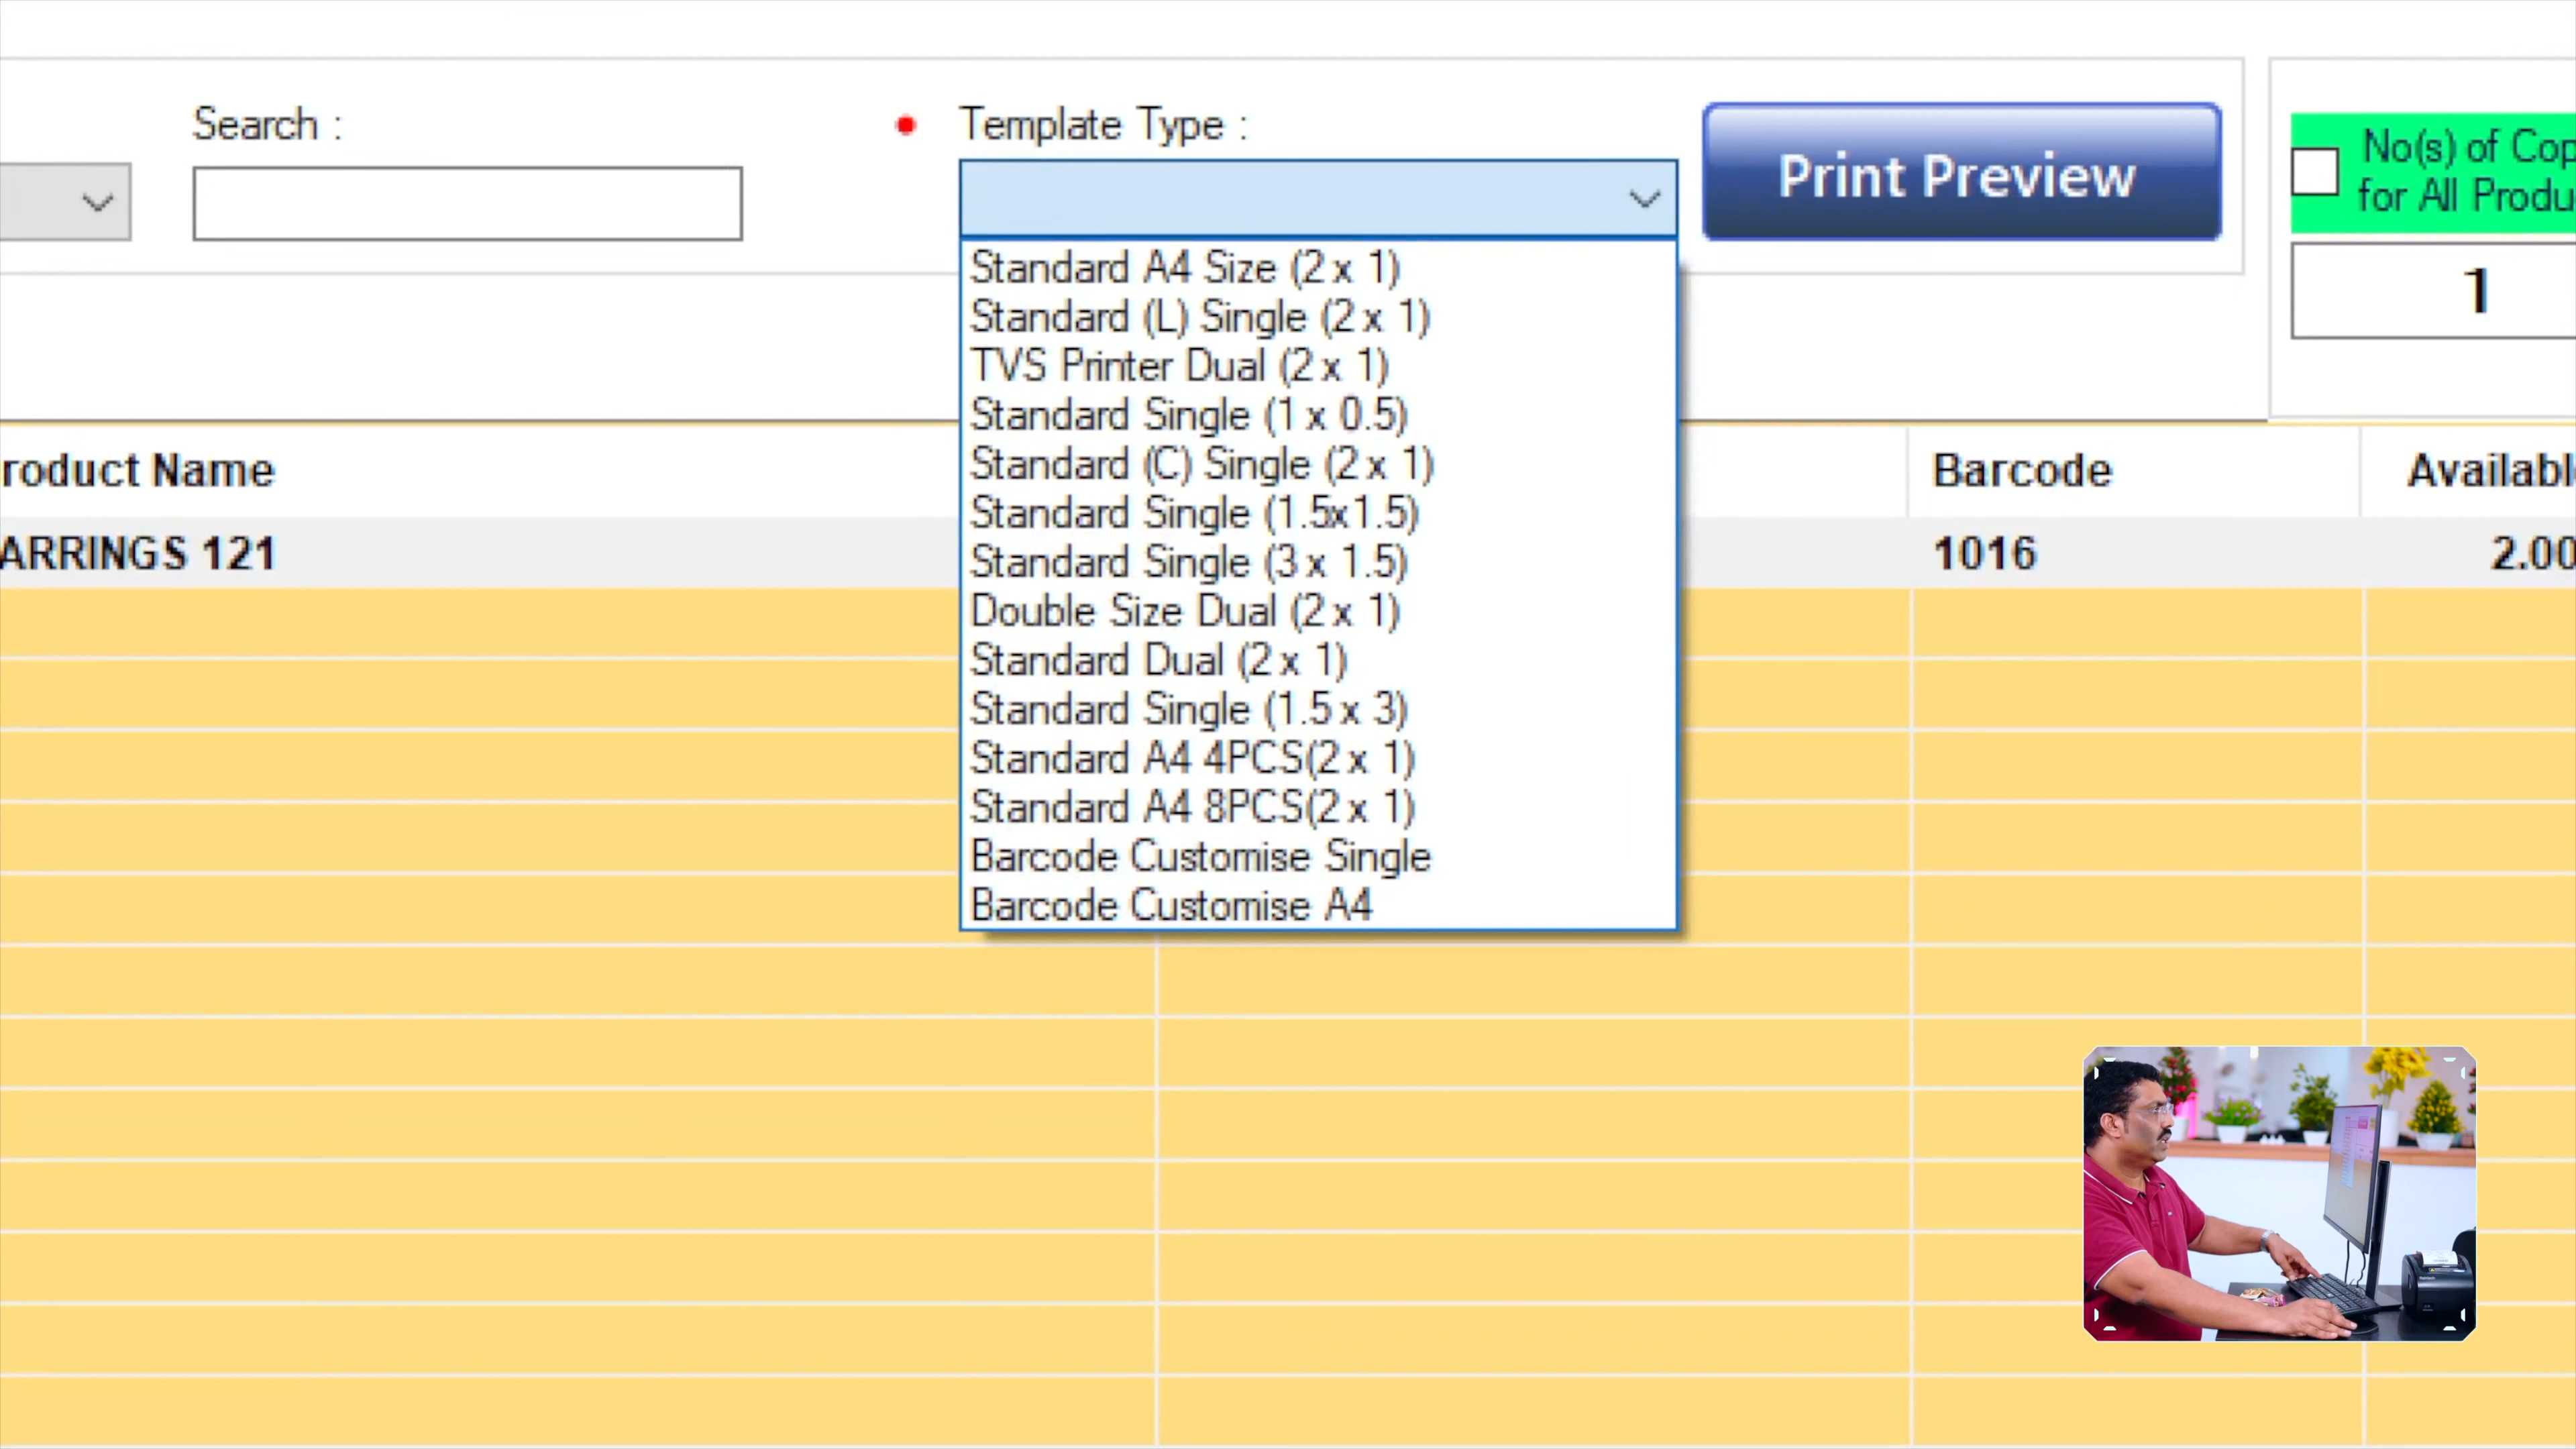 Search :
Template Type :
Print Preview
No(s) of Cop
for All Produ
1
Standard A4 Size (2 x 1)
Standard (L) Single (2 x 1)
TVS Printer Dual (2 x 1)
Standard Single (1 x 0.5)
Standard (C) Single (2 x 1)
Standard Single (1.5x1.5)
Standard Single (3 x 1.5)
Double Size Dual (2 x 1)
Standard Dual (2 x 1)
Standard Single (1.5 x 3)
Standard A4 4PCS(2 x 1)
Standard A4 8PCS(2 x 1)
Barcode Customise Single
Barcode Customise A4
roduct Name
Barcode
Availabl
ARRINGS 121
1016
2.00